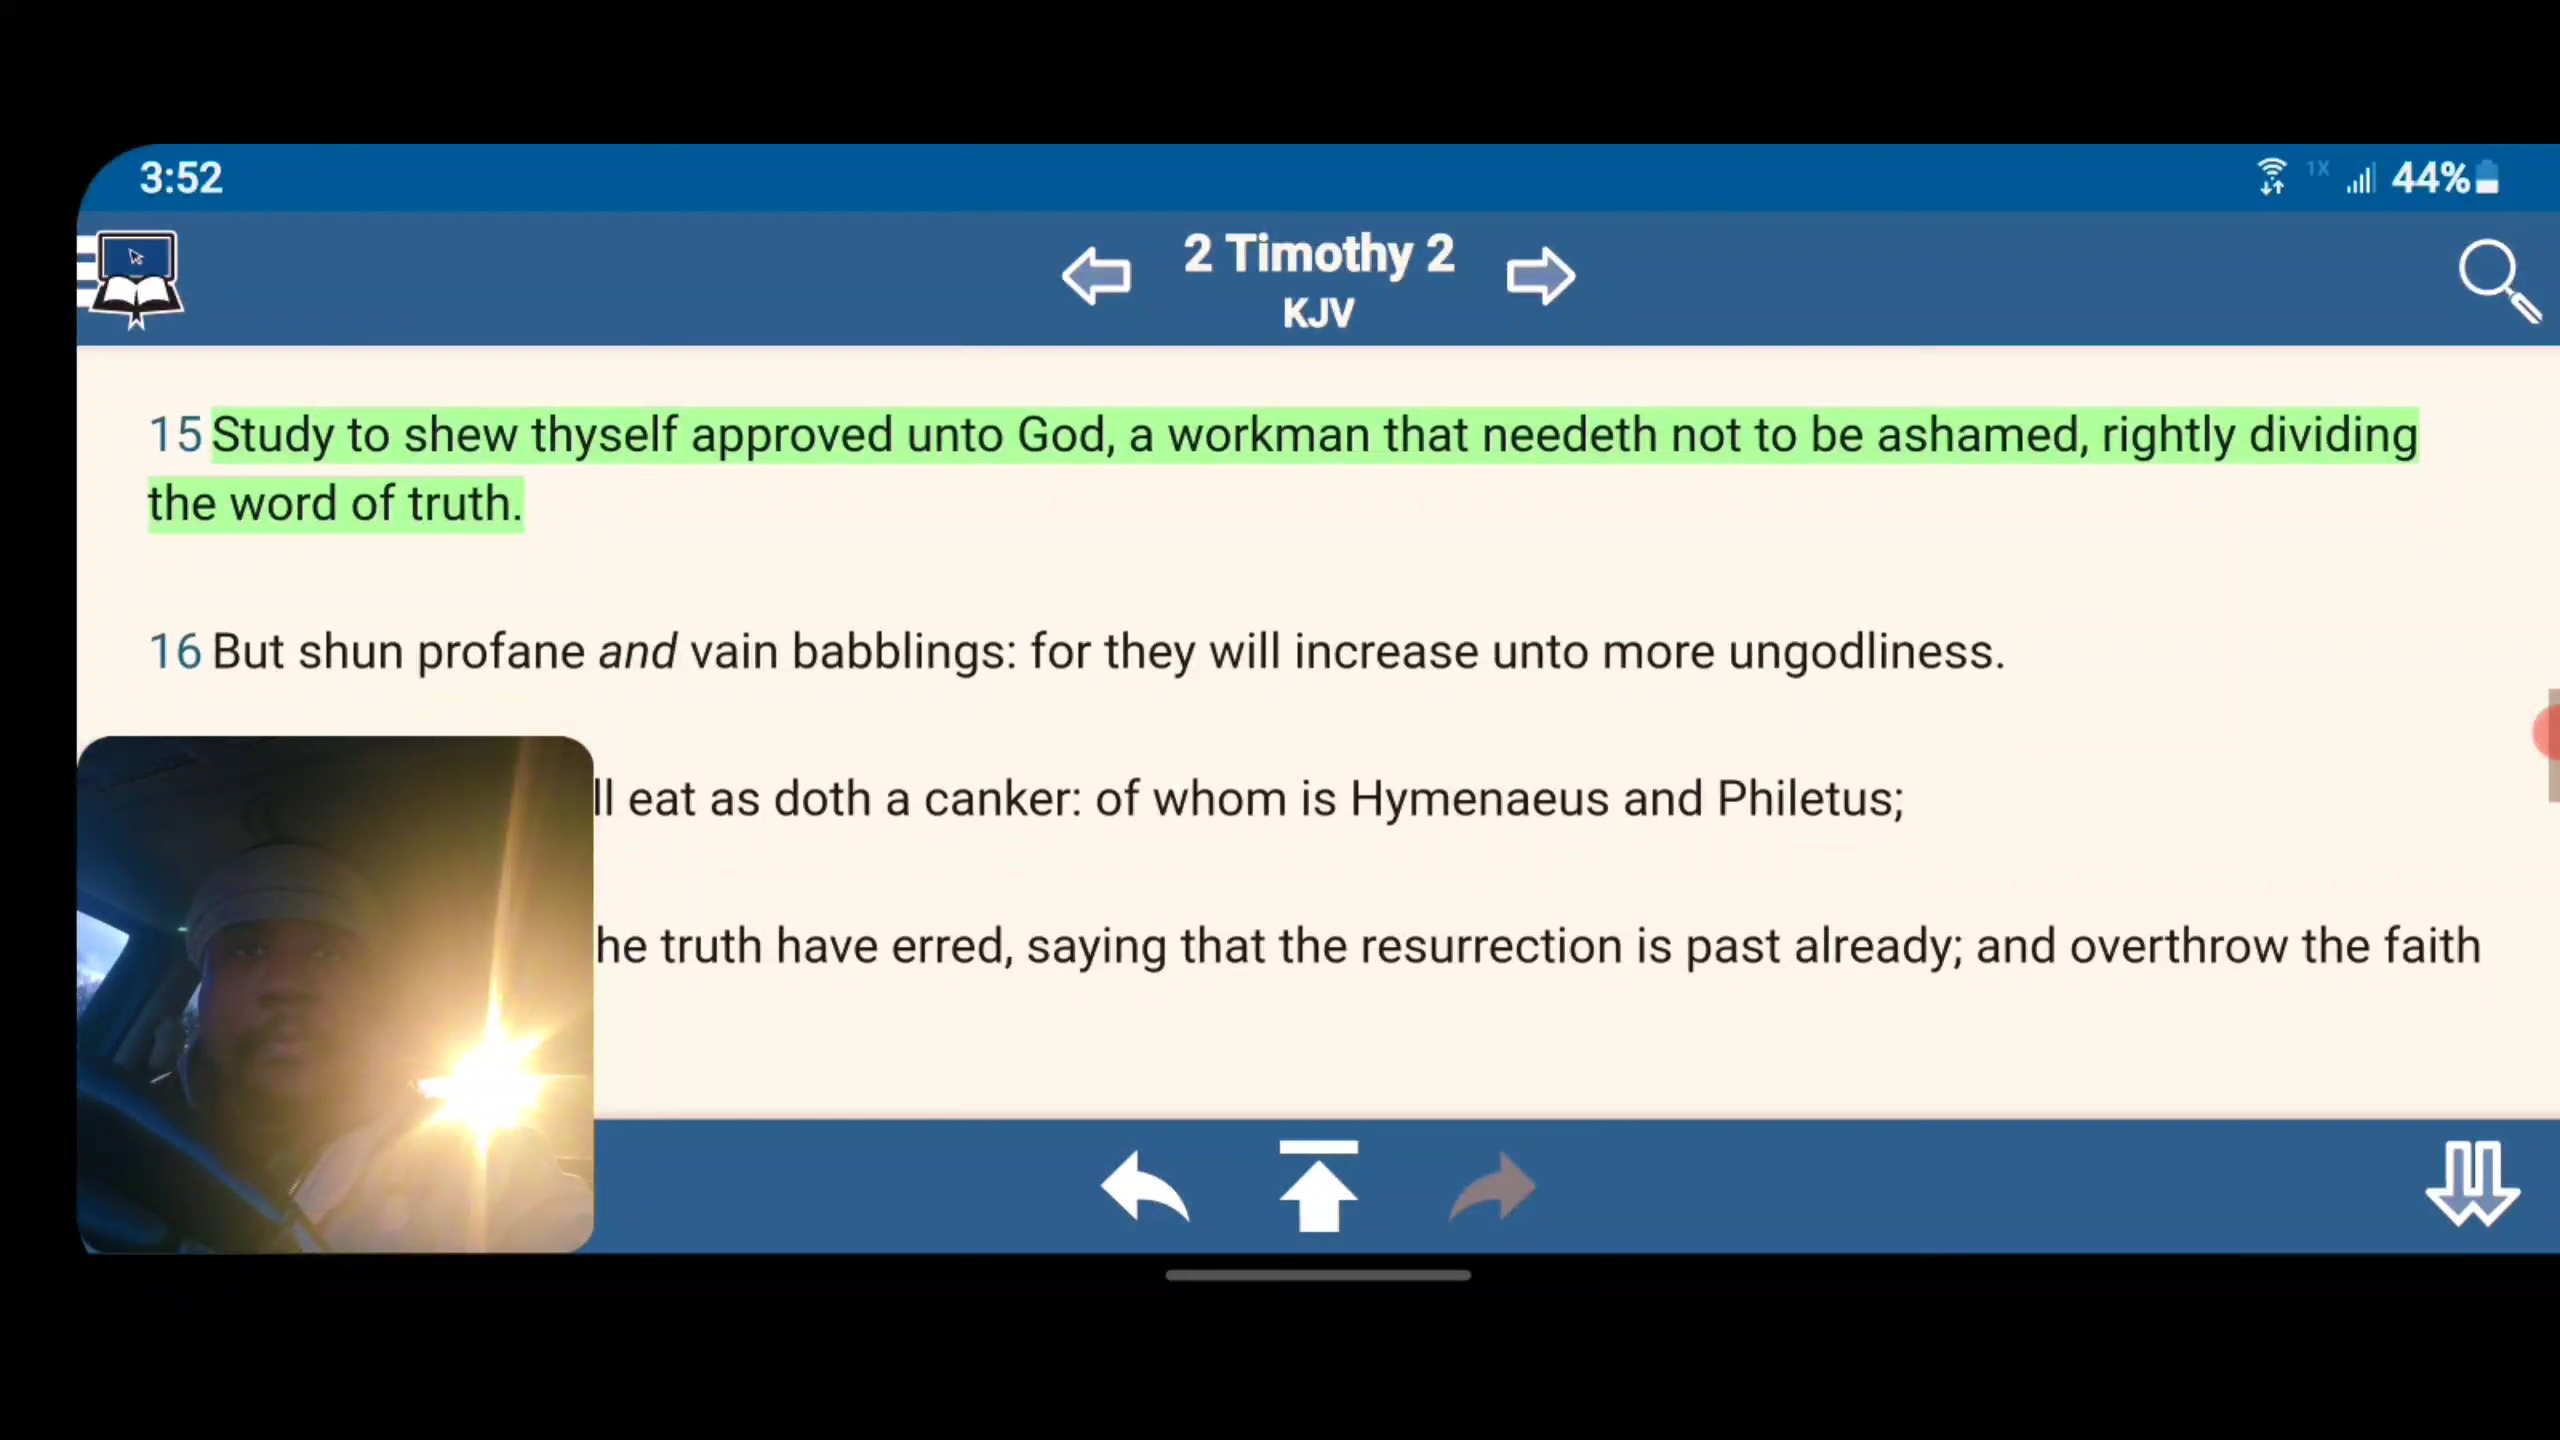 3:52
1X
44%
2 Timothy 2
KJV
15 Study to shew thyself approved unto God, a workman that needeth not to be ashamed, rightly dividing
the word of truth.
16 But shun profane and vain babblings: for they will increase unto more ungodliness.
ll eat as doth a canker: of whom is Hymenaeus and Philetus;
he truth have erred, saying that the resurrection is past already; and overthrow the faith